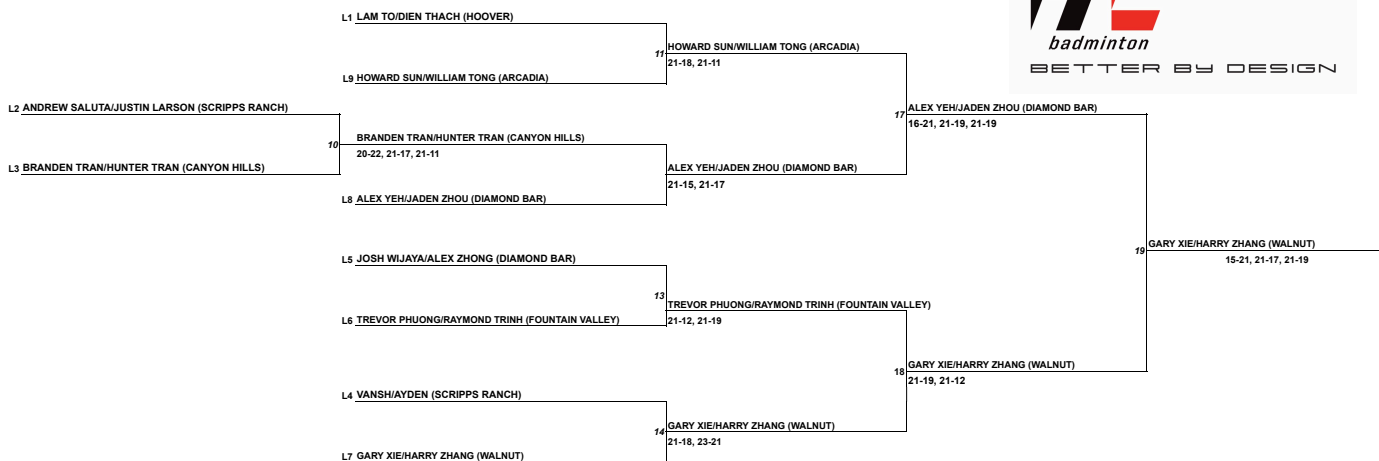 L1 LAM TO/DIEN THACH (HOOVER)
badminton
BETTER BY DESIGN
11 HOWARD SUN/WILLIAM TONG (ARCADIA)
21-18, 21-11
L9 HOWARD SUN/WILLIAM TONG (ARCADIA)
L2 ANDREW SALUTA/JUSTIN LARSON (SCRIPPS RANCH)
17 ALEX YEH/JADEN ZHOU (DIAMOND BAR)
16-21, 21-19, 21-19
10 BRANDEN TRAN/HUNTER TRAN (CANYON HILLS)
20-22, 21-17, 21-11
L3 BRANDEN TRAN/HUNTER TRAN (CANYON HILLS)
ALEX YEH/JADEN ZHOU (DIAMOND BAR)
21-15, 21-17
L8 ALEX YEH/JADEN ZHOU (DIAMOND BAR)
19 GARY XIE/HARRY ZHANG (WALNUT)
15-21, 21-17, 21-19
L5 JOSH WIJAYA/ALEX ZHONG (DIAMOND BAR)
13 TREVOR PHUONG/RAYMOND TRINH (FOUNTAIN VALLEY)
21-12, 21-19
L6 TREVOR PHUONG/RAYMOND TRINH (FOUNTAIN VALLEY)
18 GARY XIE/HARRY ZHANG (WALNUT)
21-19, 21-12
L4 VANSH/AYDEN (SCRIPPS RANCH)
14 GARY XIE/HARRY ZHANG (WALNUT)
21-18, 23-21
L7 GARY XIE/HARRY ZHANG (WALNUT)